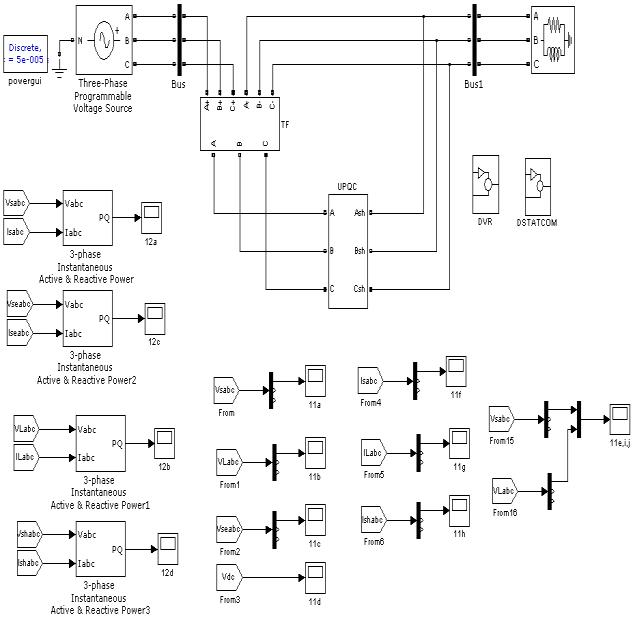 Discrete,
= 5e-005
powergui
N
A
B
C
Three-Phase
Programmable
Voltage Source
Bus
A+
B+
C+
A-
B-
C-
A
B
C
TF
Bus1
A
B
C
UPQC
A
B
C
Ash
Bsh
Csh
DVR
DSTATCOM
Vsabc
Isabc
Vabc
Iabc
PQ
12a
3-phase
Instantaneous
Active & Reactive Power
Vseabc
Iseabc
Vabc
Iabc
PQ
12c
3-phase
Instantaneous
Active & Reactive Power2
VLabc
ILabc
Vabc
Iabc
PQ
12b
3-phase
Instantaneous
Active & Reactive Power1
Vshabc
Ishabc
Vabc
Iabc
PQ
12d
3-phase
Instantaneous
Active & Reactive Power3
Vsabc
From
11a
VLabc
From1
11b
Vseabc
From2
11c
Vdc
From3
11d
Isabc
From4
11f
ILabc
From5
11g
Ishabc
From6
11h
Vsabc
From15
VLabc
From16
11e,i,j